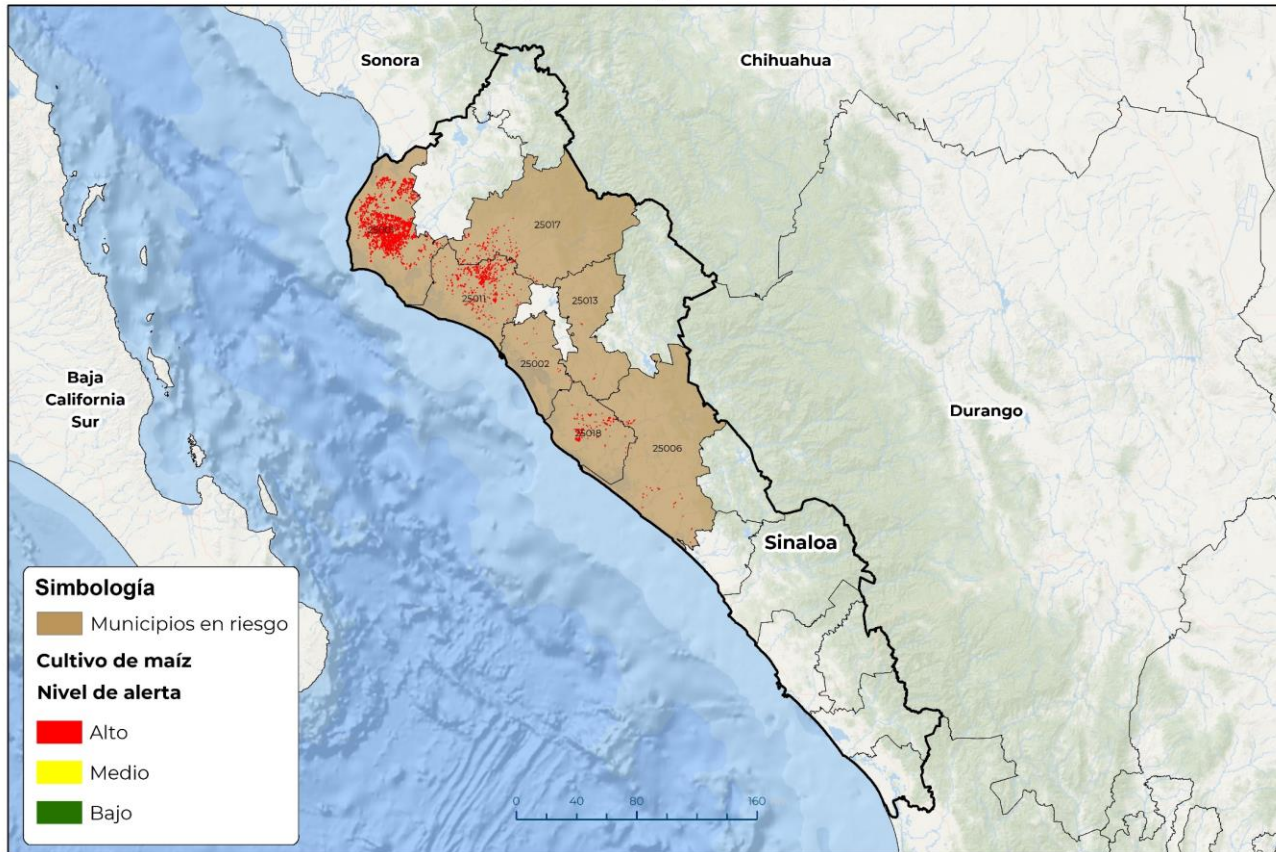 Sonora
Chihuahua
25017
25011
25013
25002
Baja
California
Sur
Durango
25018
25006
Sinaloa
Simbología
Municipios en riesgo
Cultivo de maíz
Nivel de alerta
Alto
Medio
Bajo
0 40 80 160